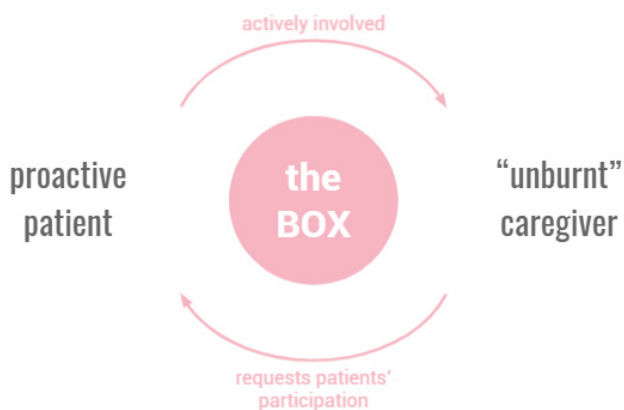 actively involved
proactive
patient
the
BOX
“unburnt”
caregiver
requests patients'
participation